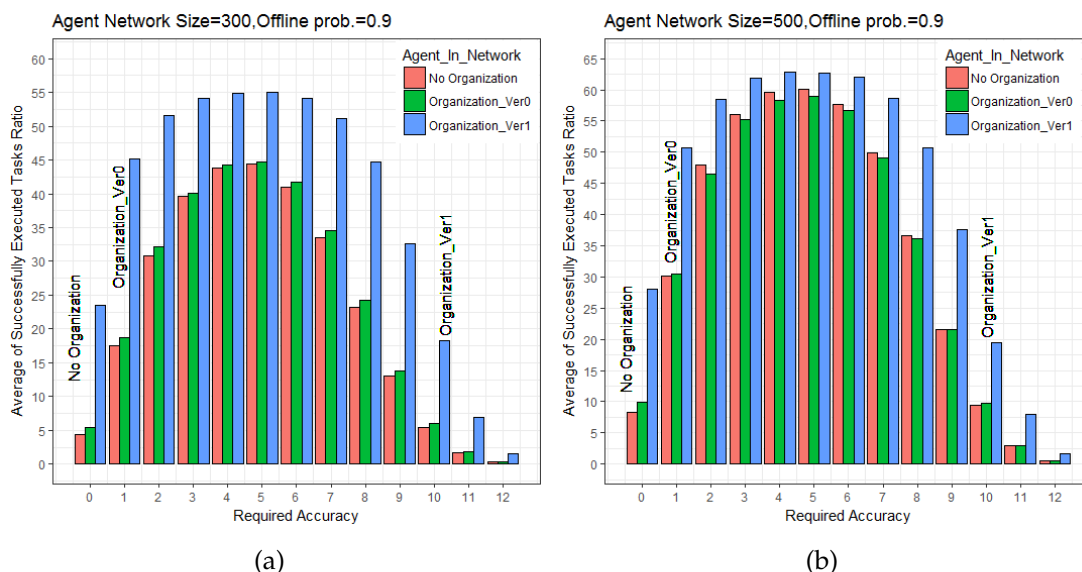 Agent Network Size=300,Offline prob.=0.9
Average of Successfully Executed Tasks Ratio
60
55
50
45
40
35
30
25
20
15
10
5
0
Agent_In_Network
No Organization
Organization_Ver0
Organization_Ver1
No Organization
Organization_Ver0
Organization_Ver1
0 1 2 3 4 5 6 7 8 9 10 11 12
Required Accuracy
(a)
Agent Network Size=500,Offline prob.=0.9
Average of Successfully Executed Tasks Ratio
65
60
55
50
45
40
35
30
25
20
15
10
5
0
Agent_In_Network
No Organization
Organization_Ver0
Organization_Ver1
No Organization
Organization_Ver0
Organization_Ver1
0 1 2 3 4 5 6 7 8 9 10 11 12
Required Accuracy
(b)